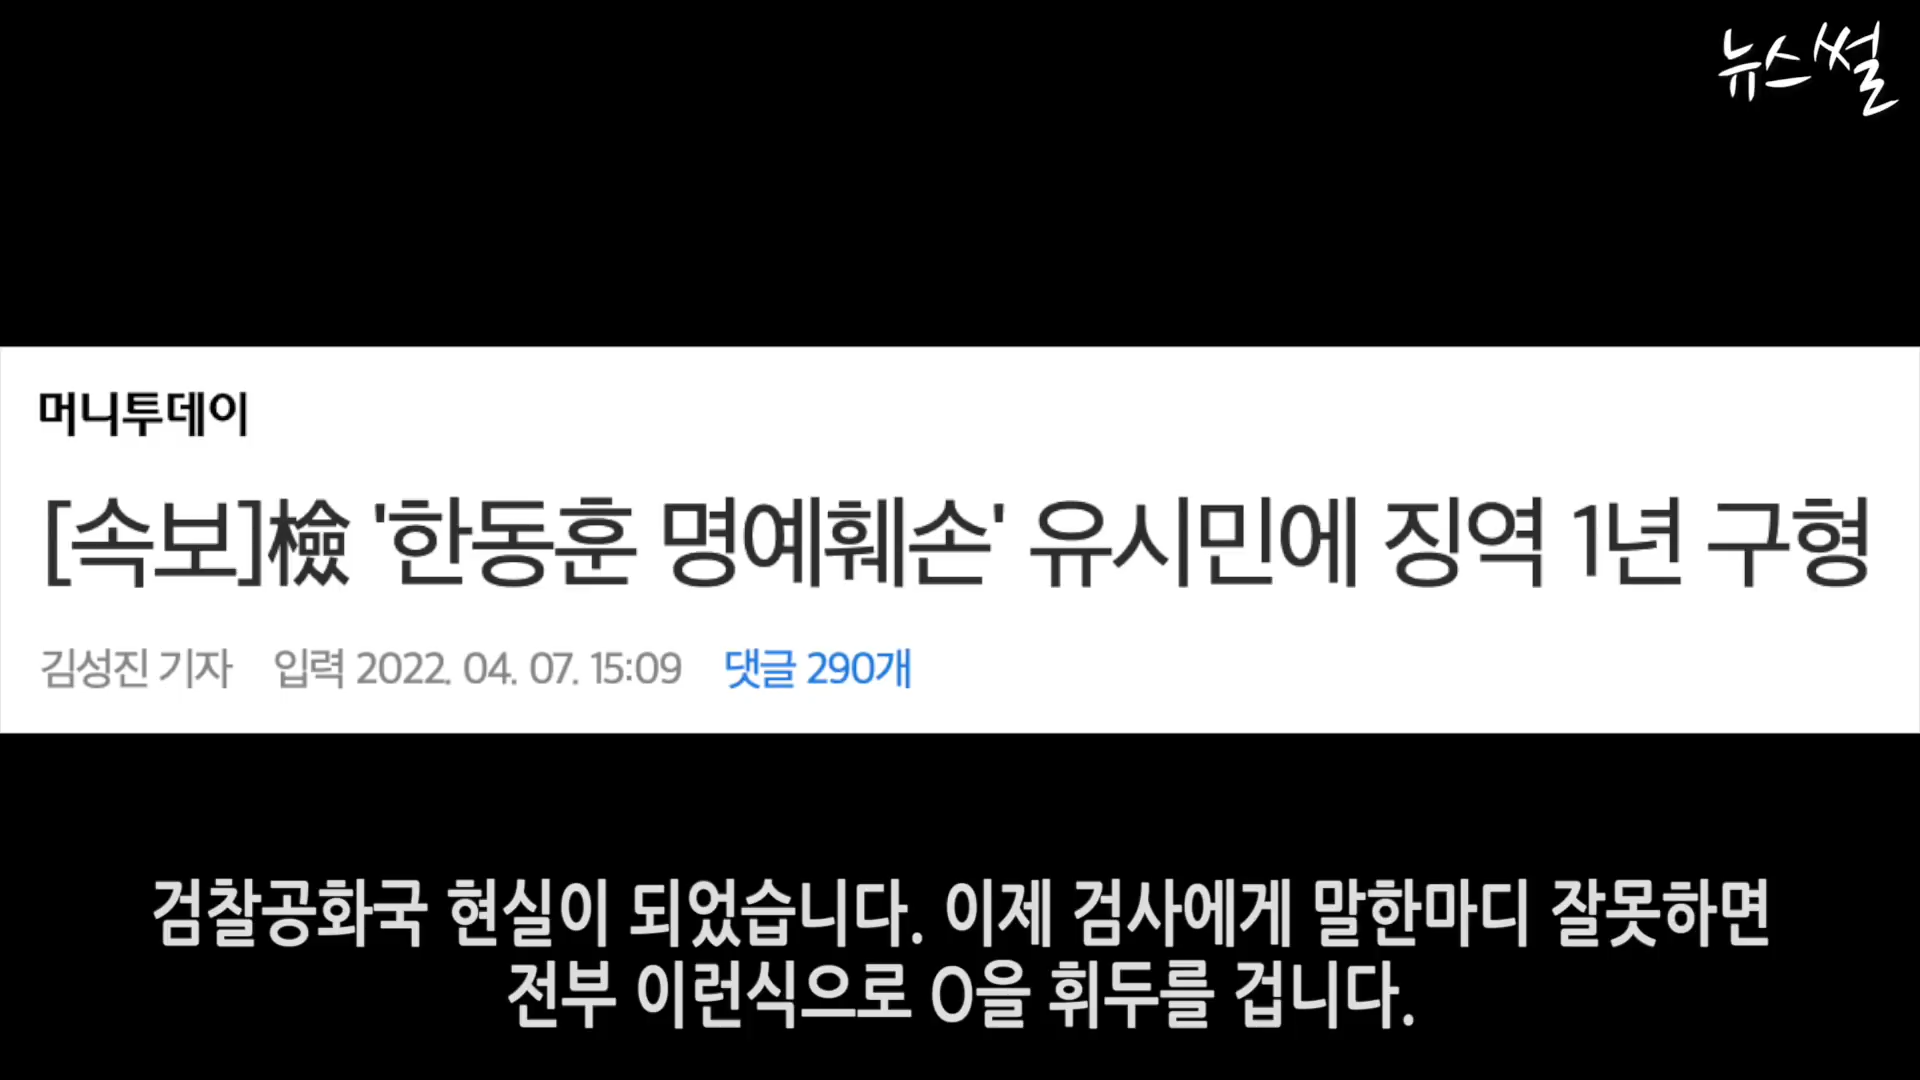 뉴스썰
머니투데이
[속보]檢 '한동훈 명예훼손' 유시민에 징역 1년 구형
김성진 기자 입력 2022. 04. 07. 15:09 댓글 290개
검찰공화국 현실이 되었습니다. 이제 검사에게 말한마디 잘못하면
전부 이런식으로 O을 휘두를 겁니다.